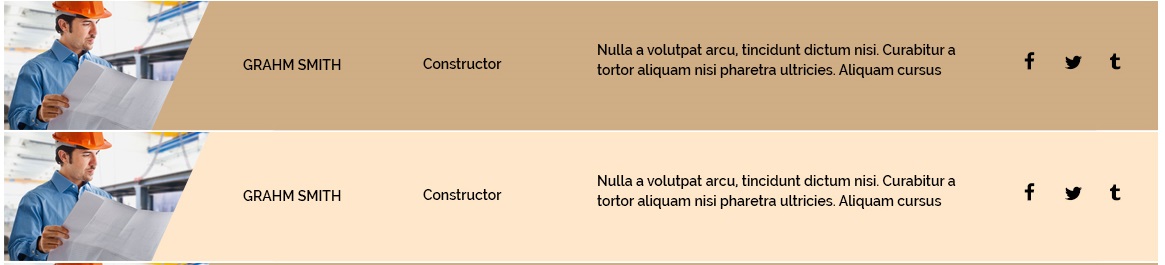 GRAHM SMITH
Constructor
Nulla a volutpat arcu, tincidunt dictum nisi. Curabitur a
tortor aliquam nisi pharetra ultricies. Aliquam cursus
GRAHM SMITH
Constructor
Nulla a volutpat arcu, tincidunt dictum nisi. Curabitur a
tortor aliquam nisi pharetra ultricies. Aliquam cursus